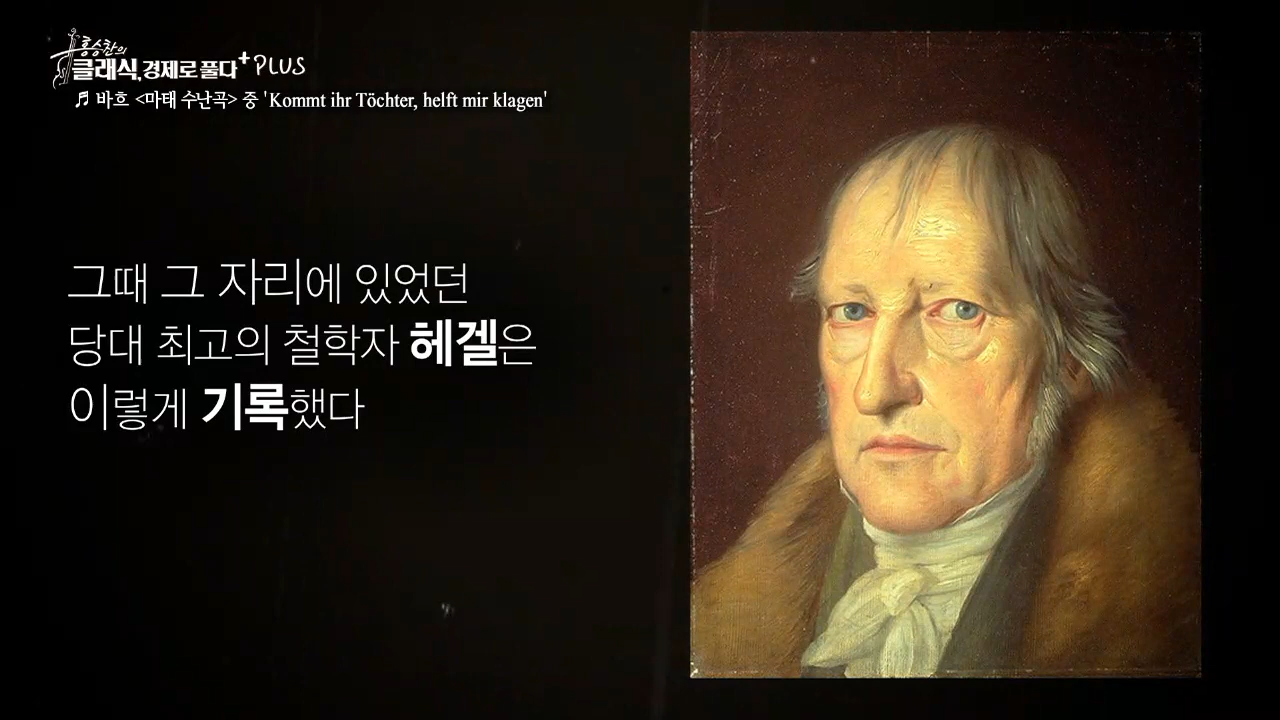 홍승찬의
클래식, 경제로 풀다+ PLUS
♬ 바흐 <마태 수난곡> 중 'Kommt ihr Töchter, helft mir klagen'
그때 그 자리에 있었던
당대 최고의 철학자 헤겔은
이렇게 기록했다